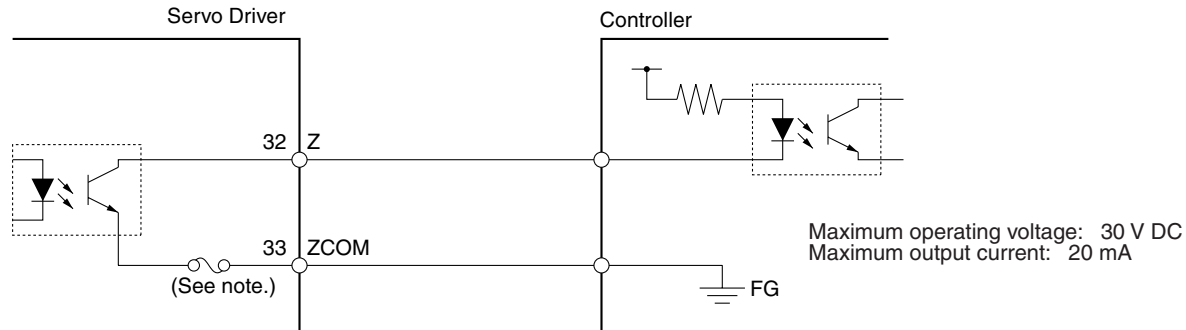 Servo Driver
Controller
32 Z
33 ZCOM
(See note.)
FG
Maximum operating voltage: 30 V DC
Maximum output current: 20 mA